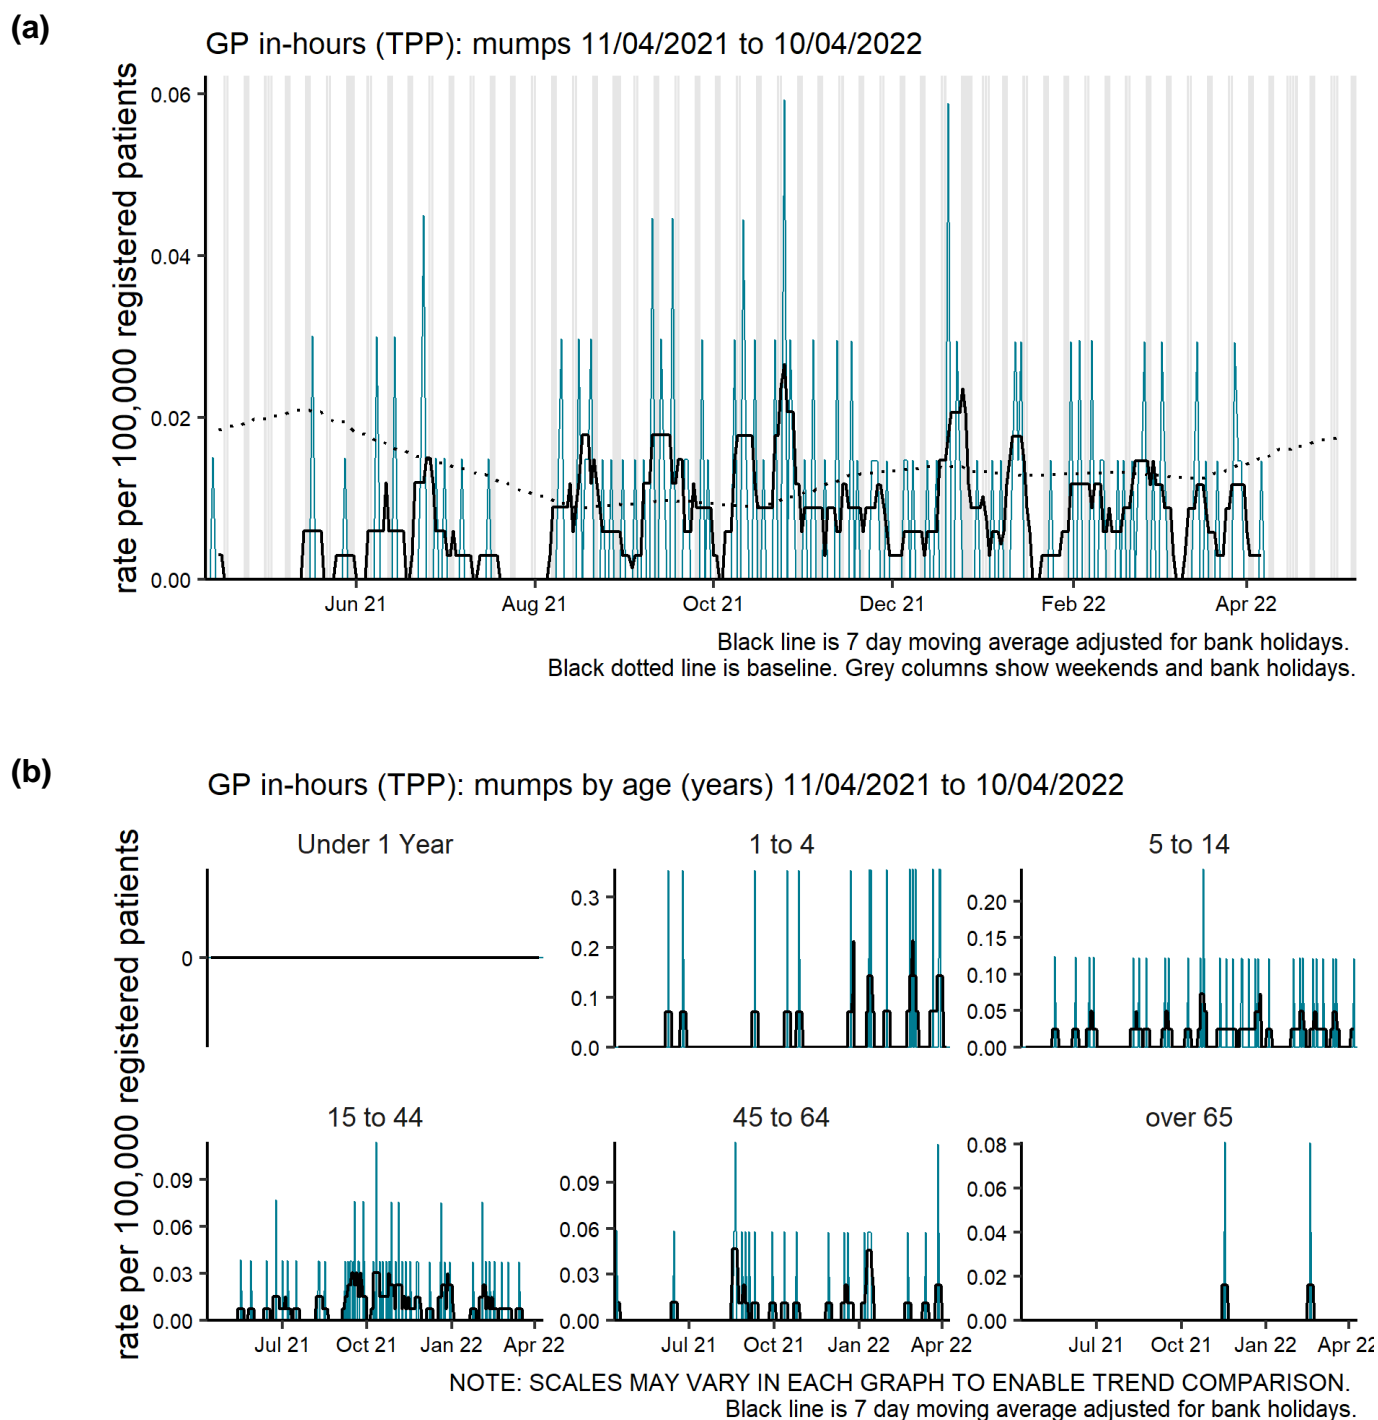 (a)
GP in-hours (TPP): mumps 11/04/2021 to 10/04/2022
rate per 100,000 registered patients
0.06
0.04
0.02
0.00
Jun 21
Aug 21
Oct 21
Dec 21
Feb 22
Apr 22
Black line is 7 day moving average adjusted for bank holidays.
Black dotted line is baseline. Grey columns show weekends and bank holidays.
(b)
GP in-hours (TPP): mumps by age (years) 11/04/2021 to 10/04/2022
rate per 100,000 registered patients
Under 1 Year
0
1 to 4
0.3
0.2
0.1
0.0
5 to 14
0.20
0.15
0.10
0.05
0.00
15 to 44
0.09
0.06
0.03
0.00
Jul 21
Oct 21
Jan 22
Apr 22
45 to 64
0.09
0.06
0.03
0.00
Jul 21
Oct 21
Jan 22
Apr 22
over 65
0.08
0.06
0.04
0.02
0.00
Jul 21
Oct 21
Jan 22
Apr 22
NOTE: SCALES MAY VARY IN EACH GRAPH TO ENABLE TREND COMPARISON.
Black line is 7 day moving average adjusted for bank holidays.